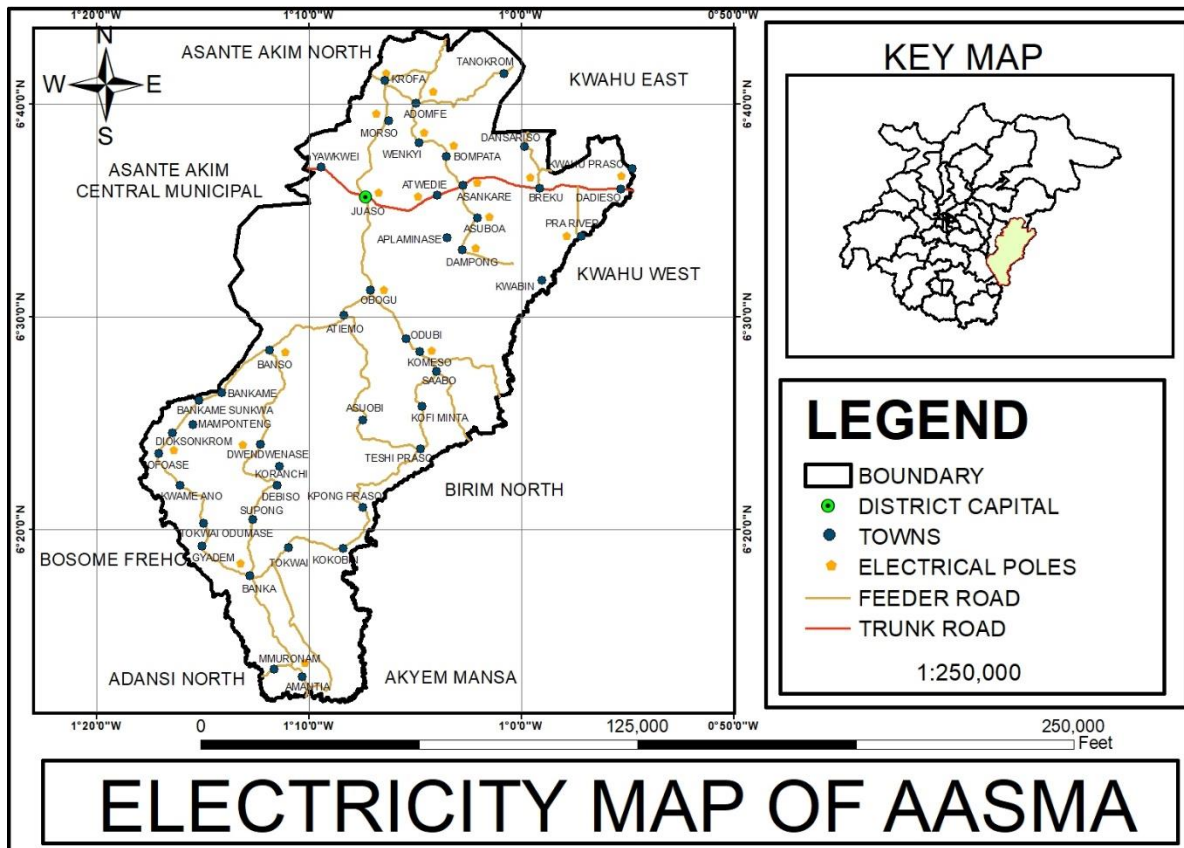 1°20'0"W
1°10'0"W
1°0'0"W
0°50'0"W
N
W
E
S
ASANTE AKIM NORTH
TANOKROM
KWAHU EAST
KROFA
6°40'0"N
6°40'0"N
ADOMFE
MORSO
WENKYI
DANSARISO
BOMPATA
YAWKWEI
KWAHU PRASO
ASANTE AKIM
CENTRAL MUNICIPAL
ATWEDIE
ASANKARE
BREKU
DADIESO
JUASO
ASUBOA
PRA RIVER
APLAMINASE
DAMPONG
KWAHU WEST
KWABIN
OBOGU
6°30'0"N
6°30'0"N
ATIEMO
ODUBI
BANSO
KOMESO
SAABO
BANKAME
BANKAME SUNKWA
ASUOBI
KOFI MINTA
MAMPONTENG
DIOKSONKROM
DWENDWENASE
OFOASE
TESHI PRASO
KORANCHI
KWAME ANO
DEBISO
KPONG PRASO
BIRIM NORTH
SUPONG
6°20'0"N
6°20'0"N
TOKWAI ODUMASE
BOSOME FREHO
GYADEM
TOKWAI
KOKOBEN
BANKA
MMURONAM
ADANSI NORTH
AMANTIA
AKYEM MANSA
1°20'0"W
1°10'0"W
1°0'0"W
0°50'0"W
0
125,000
250,000
Feet
KEY MAP
LEGEND
BOUNDARY
DISTRICT CAPITAL
TOWNS
ELECTRICAL POLES
FEEDER ROAD
TRUNK ROAD
1:250,000
ELECTRICITY MAP OF AASMA